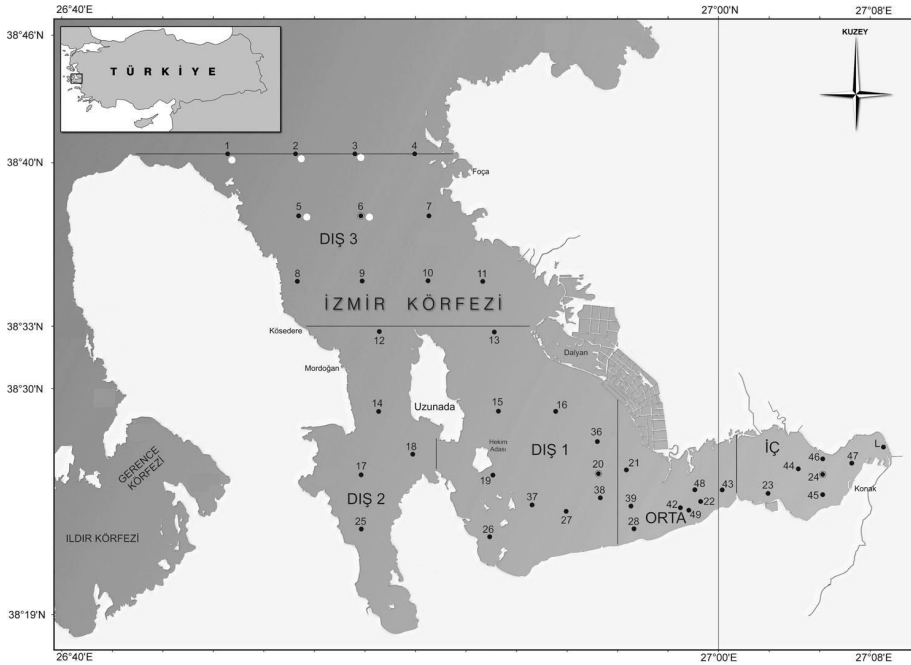 26°40'E
27°00'N
27°08'E
38°46'N
TÜRKİYE
KUZEY
1
2
3
4
38°40'N
Foça
5
6
7
DIŞ 3
8
9
10
11
İZMİR KÖRFEZİ
38°33'N
Kösedere
12
13
Dalyan
Mordoğan
38°30'N
Uzunada
14
15
16
36
Hekim
Adası
DIŞ 1
18
İÇ
L
46
47
44
GERENCE
KÖRFEZİ
17
19
20
21
24
Konak
DIŞ 2
48
43
23
45
37
38
39
42
22
49
27
ORTA
25
26
28
ILDIR KÖRFEZİ
38°19'N
26°40'E
27°00'E
27°08'E